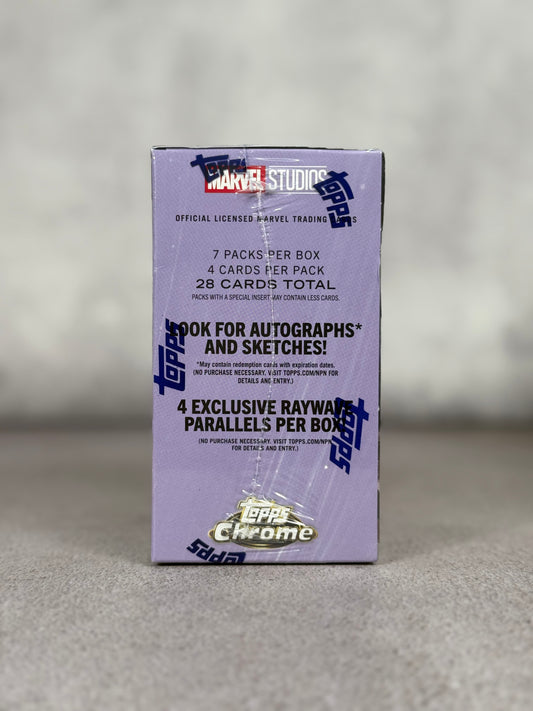 topps
MARVEL STUDIOS
topps
OFFICIAL LICENSED MARVEL TRADING CARDS
7 PACKS PER BOX
4 CARDS PER PACK
28 CARDS TOTAL
PACKS WITH A SPECIAL INSERT MAY CONTAIN LESS CARDS.
topps
LOOK FOR AUTOGRAPHS*
AND SKETCHES!
*May contain redemption cards with expiration dates.
(NO PURCHASE NECESSARY. VISIT TOPPS.COM/NPN FOR
DETAILS AND ENTRY.)
4 EXCLUSIVE RAYWAVE
PARALLELS PER BOX!
topps
(NO PURCHASE NECESSARY. VISIT TOPPS.COM/NPN
FOR DETAILS AND ENTRY.)
topps
Chrome
topps